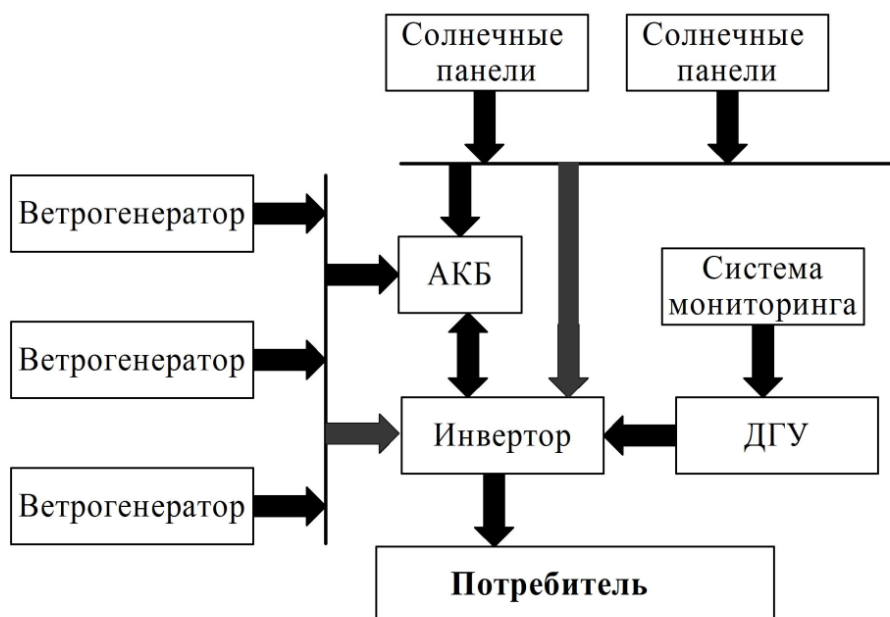 Солнечные
панели
Солнечные
панели
Ветрогенератор
АКБ
Система
мониторинга
Ветрогенератор
Инвертор
ДГУ
Ветрогенератор
Потребитель